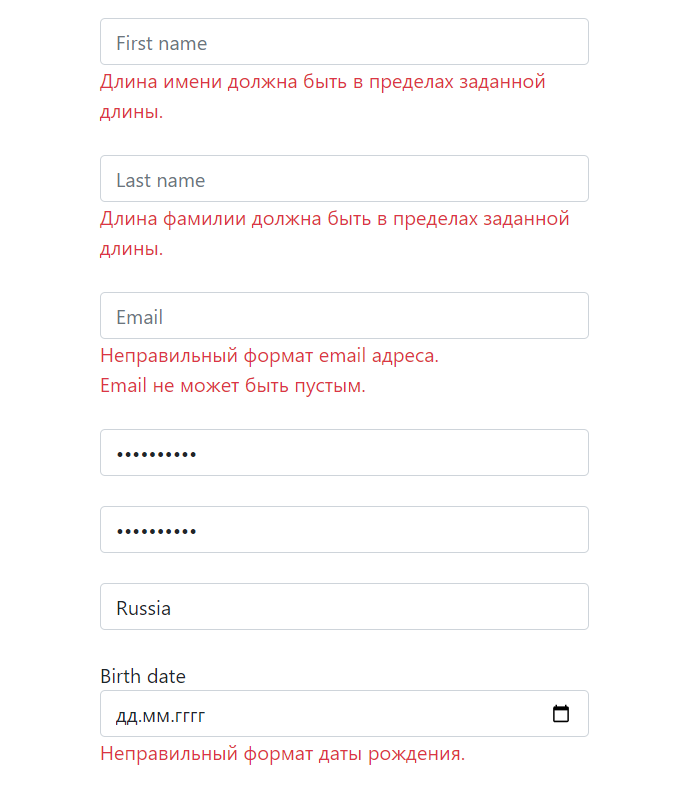 First name
Длина имени должна быть в пределах заданной
длины.
Last name
Длина фамилии должна быть в пределах заданной
длины.
Email
Неправильный формат email адреса.
Email не может быть пустым.
••••••••••
••••••••••
Russia
Birth date
дд.мм.гггг
Неправильный формат даты рождения.